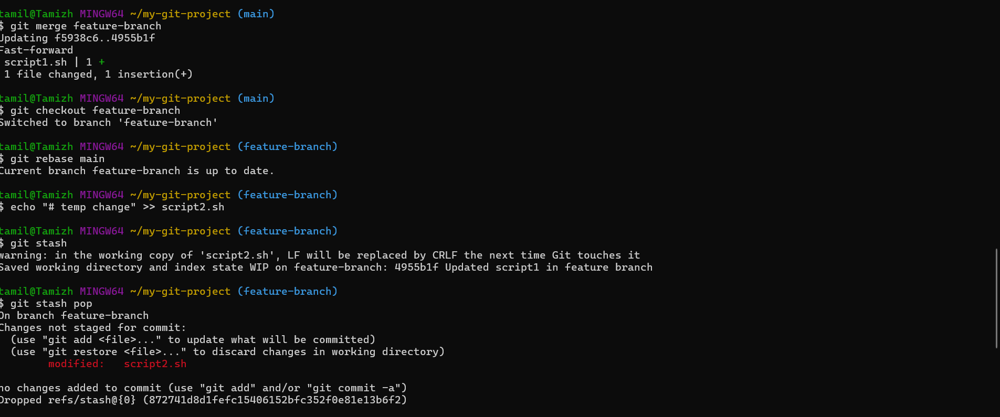 tamil@Tamizh MINGW64 ~/my-git-project (main)
$ git merge feature-branch
Updating f5938c6..4955b1f
Fast-forward
 script1.sh | 1 +
 1 file changed, 1 insertion(+)

tamil@Tamizh MINGW64 ~/my-git-project (main)
$ git checkout feature-branch
Switched to branch 'feature-branch'

tamil@Tamizh MINGW64 ~/my-git-project (feature-branch)
$ git rebase main
Current branch feature-branch is up to date.

tamil@Tamizh MINGW64 ~/my-git-project (feature-branch)
$ echo "# temp change" >> script2.sh

tamil@Tamizh MINGW64 ~/my-git-project (feature-branch)
$ git stash
warning: in the working copy of 'script2.sh', LF will be replaced by CRLF the next time Git touches it
Saved working directory and index state WIP on feature-branch: 4955b1f Updated script1 in feature branch

tamil@Tamizh MINGW64 ~/my-git-project (feature-branch)
$ git stash pop
On branch feature-branch
Changes not staged for commit:
  (use "git add <file>..." to update what will be committed)
  (use "git restore <file>..." to discard changes in working directory)
        modified:   script2.sh

no changes added to commit (use "git add" and/or "git commit -a")
Dropped refs/stash@{0} (872741d8d1fefc15406152bfc352f0e81e13b6f2)